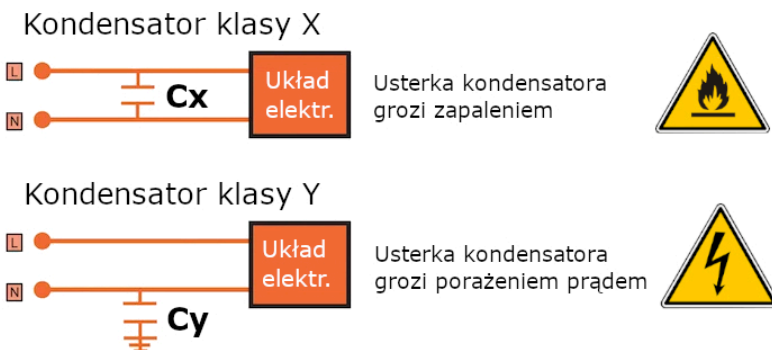 Kondensator klasy X
L
Cx
N
Układ
elektr.
Usterka kondensatora
grozi zapaleniem
Kondensator klasy Y
L
N
Cy
Układ
elektr.
Usterka kondensatora
grozi porażeniem prądem